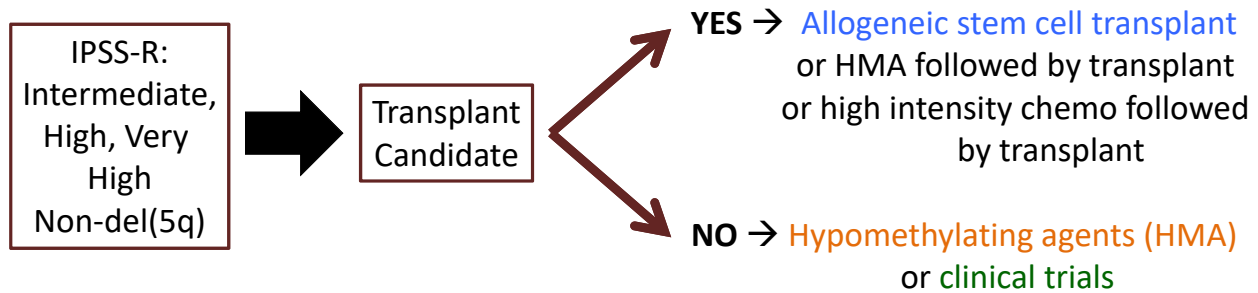 IPSS-R:
Intermediate,
High, Very
High
Non-del(5q)
Transplant
Candidate
YES → Allogeneic stem cell transplant
or HMA followed by transplant
or high intensity chemo followed
by transplant
NO → Hypomethylating agents (HMA)
or clinical trials